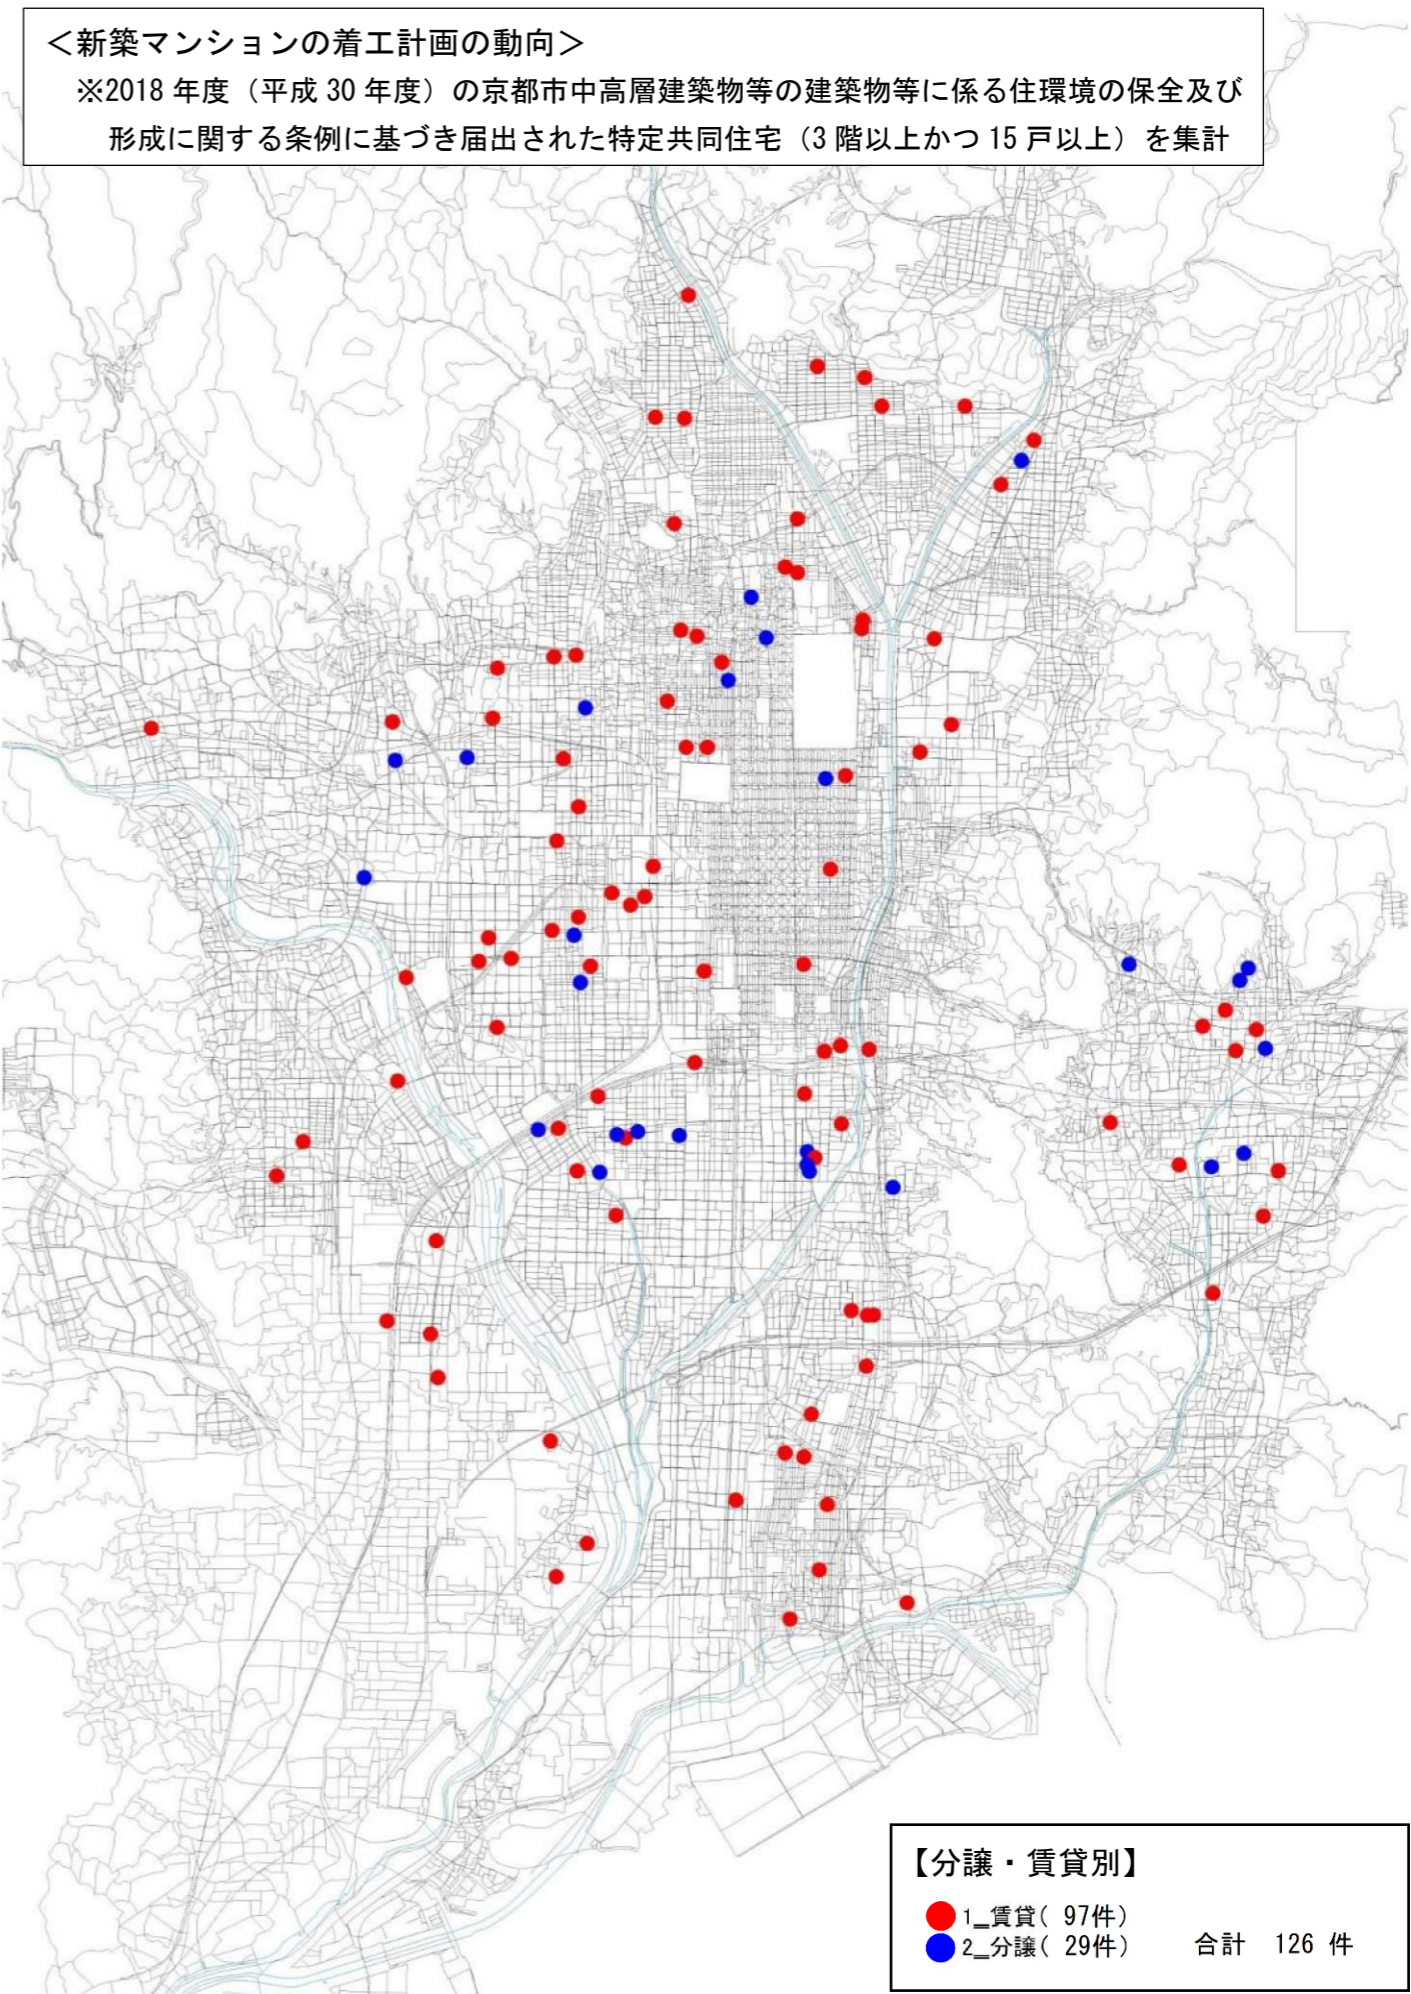 ＜新築マンションの着工計画の動向＞
※2018 年度（平成 30 年度）の京都市中高層建築物等の建築物等に係る住環境の保全及び
形成に関する条例に基づき届出された特定共同住宅（3 階以上かつ 15 戸以上）を集計
【分譲・賃貸別】
1_賃貸( 97件)
2_分譲( 29件)
合計 126 件